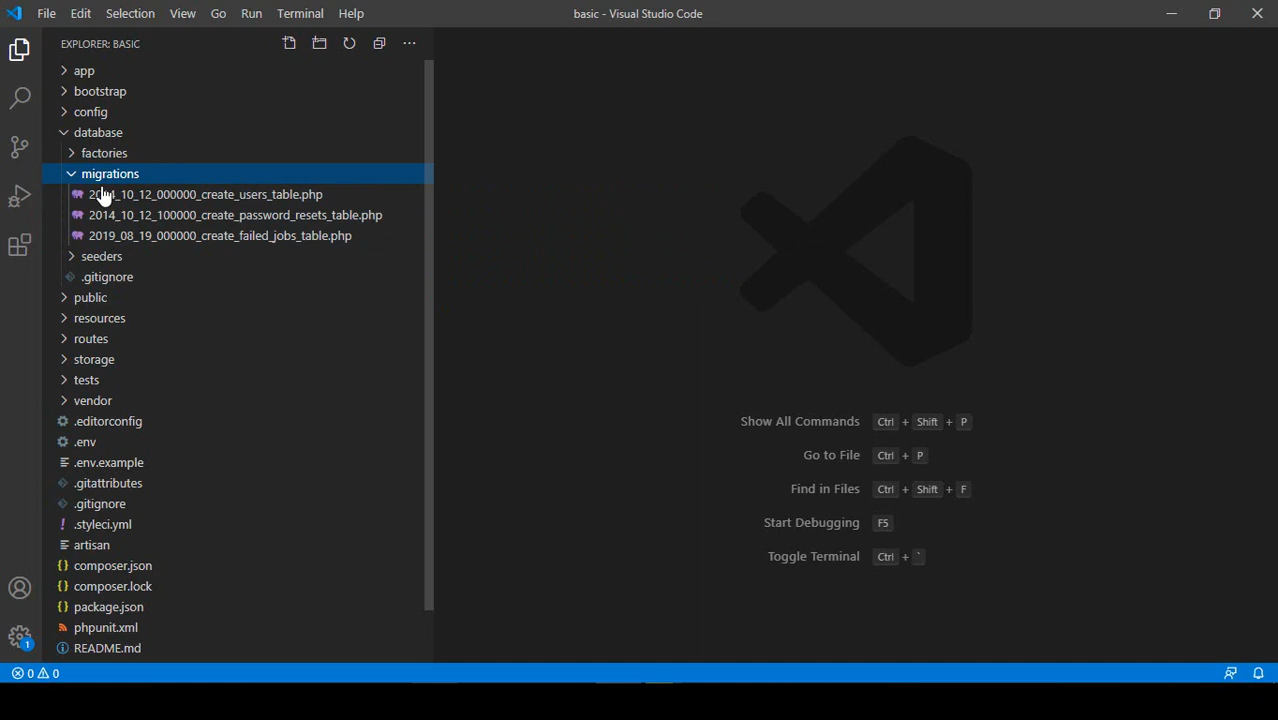 File Edit Selection View Go Run Terminal Help
basic - Visual Studio Code
EXPLORER: BASIC
app
bootstrap
config
database
factories
migrations
2014_10_12_000000_create_users_table.php
2014_10_12_100000_create_password_resets_table.php
2019_08_19_000000_create_failed_jobs_table.php
seeders
.gitignore
public
resources
routes
storage
tests
vendor
.editorconfig
.env
.env.example
.gitattributes
.gitignore
.styleci.yml
artisan
composer.json
composer.lock
package.json
phpunit.xml
README.md
Show All Commands Ctrl + Shift + P
Go to File Ctrl + P
Find in Files Ctrl + Shift + F
Start Debugging F5
Toggle Terminal Ctrl + `
1
0 0